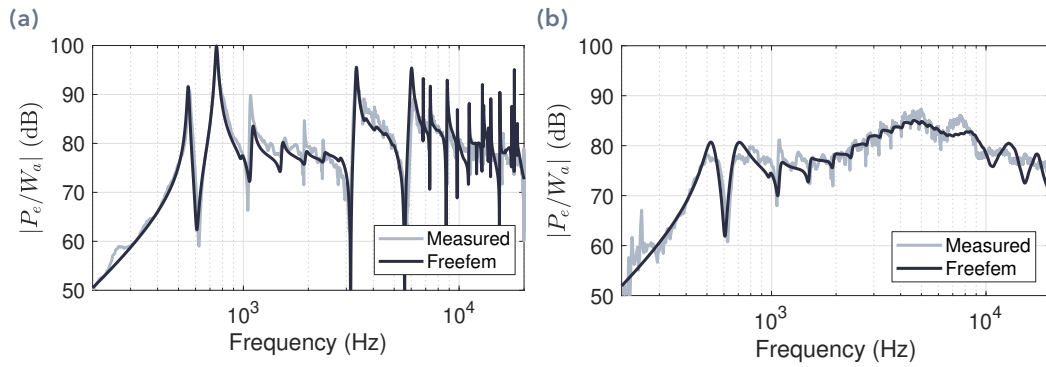 (a)
100
90
80
70
60
50
|P_e/W_a| (dB)
10^3
10^4
Frequency (Hz)
Measured
Freefem
(b)
100
90
80
70
60
50
|P_e/W_a| (dB)
10^3
10^4
Frequency (Hz)
Measured
Freefem